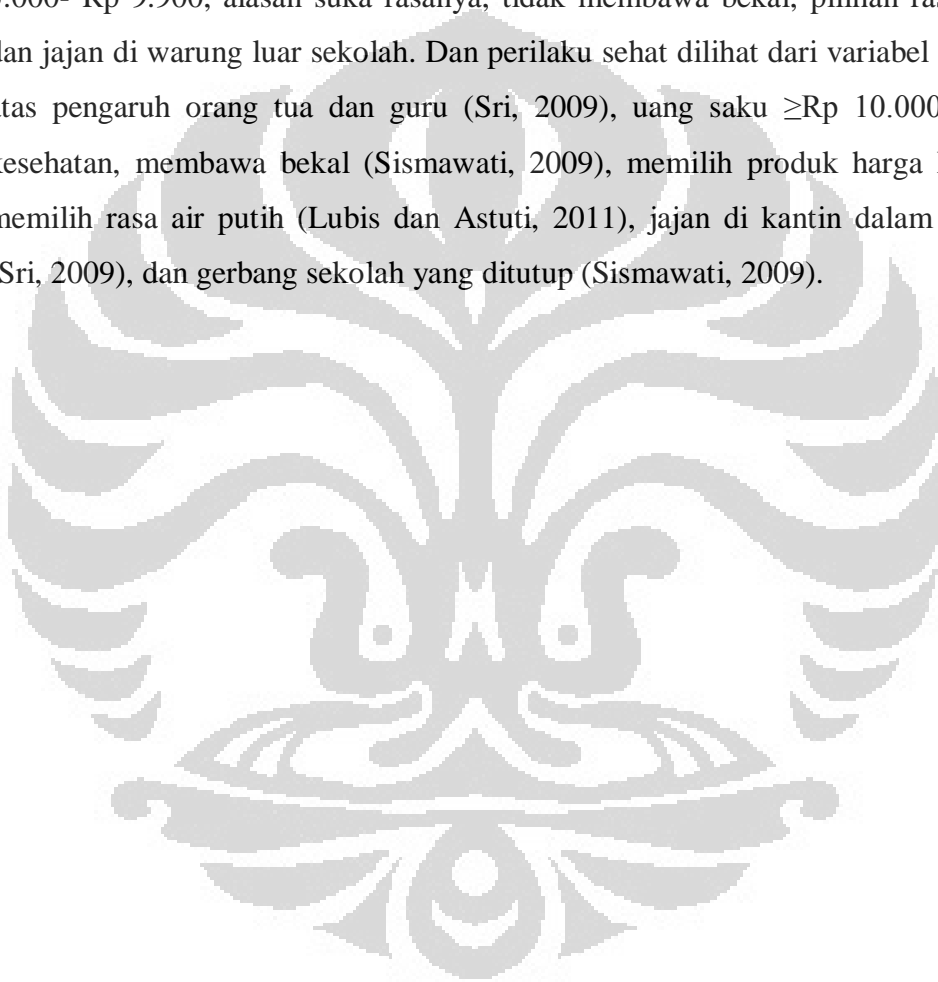 Rp 9.900, alasan suka rasanya, tidak membawa bekal, pilihan
dan jajan di warung luar sekolah. Dan perilaku sehat dilihat dari variabel
atas pengaruh orang tua dan guru (Sri, 2009), uang saku ≥Rp 10.000
kesehatan, membawa bekal (Sismawati, 2009), memilih produk harga
memilih rasa air putih (Lubis dan Astuti, 2011), jajan di kantin dalam
(Sri, 2009), dan gerbang sekolah yang ditutup (Sismawati, 2009).